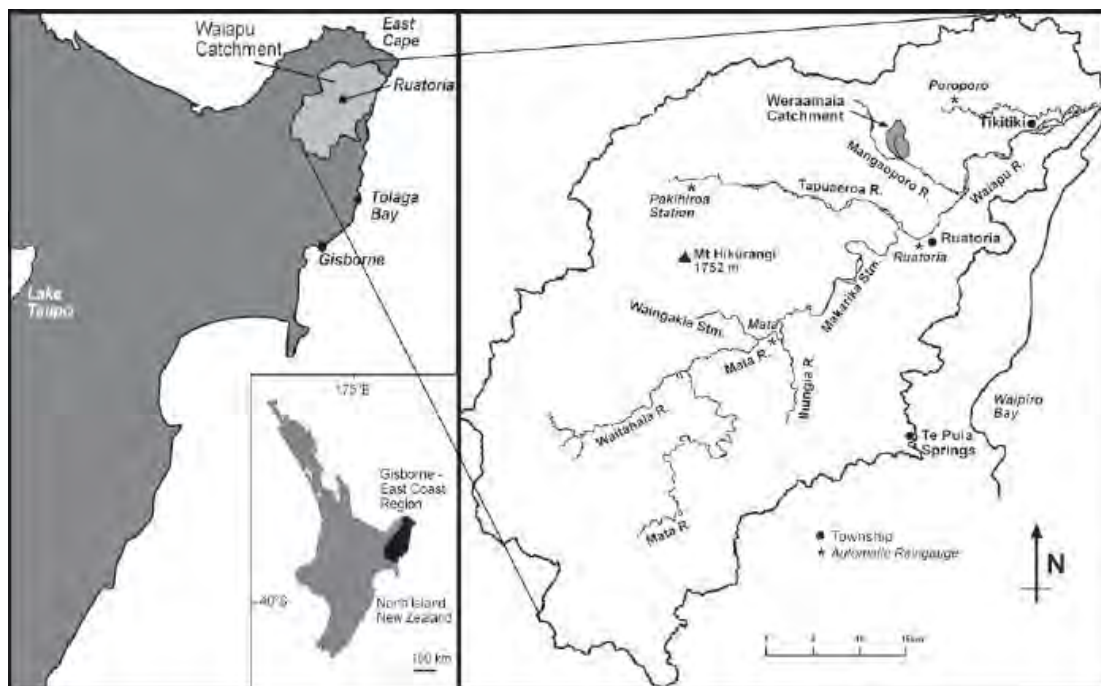 Waiapu
Catchment
East
Cape
Ruatoria
Tolaga
Bay
Gisborne
Lake
Taupo
175°E
Gisborne -
East Coast
Region
40°S
North Island
New Zealand
100 km
Poroporo
Weraamaia
Catchment
Tikitiki
Mangaoporo R.
Waiapu R.
Tapuaeroa R.
Pakihiroa
Station
Ruatoria
Ruatoria
Mt Hikurangi
1752 m
Makarika Stm.
Waingakia Stm.
Mata
Mata R.
Ihungia R.
Waitahaia R.
Waipiro
Bay
Te Puia
Springs
Mata R.
Township
Automatic Raingauge
N